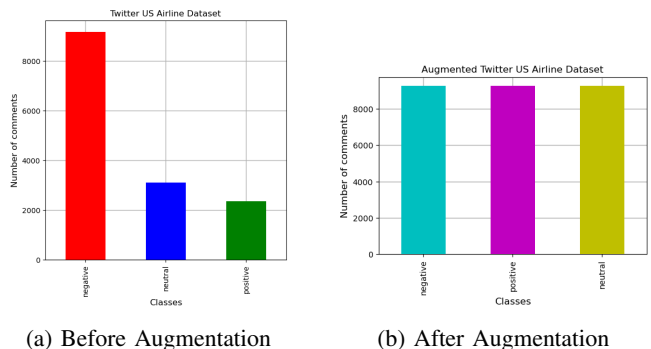 Twitter US Airline Dataset
Number of comments
8000
6000
4000
2000
0
negative
neutral
positive
Classes
(a) Before Augmentation
Augmented Twitter US Airline Dataset
Number of comments
8000
6000
4000
2000
0
negative
positive
neutral
Classes
(b) After Augmentation